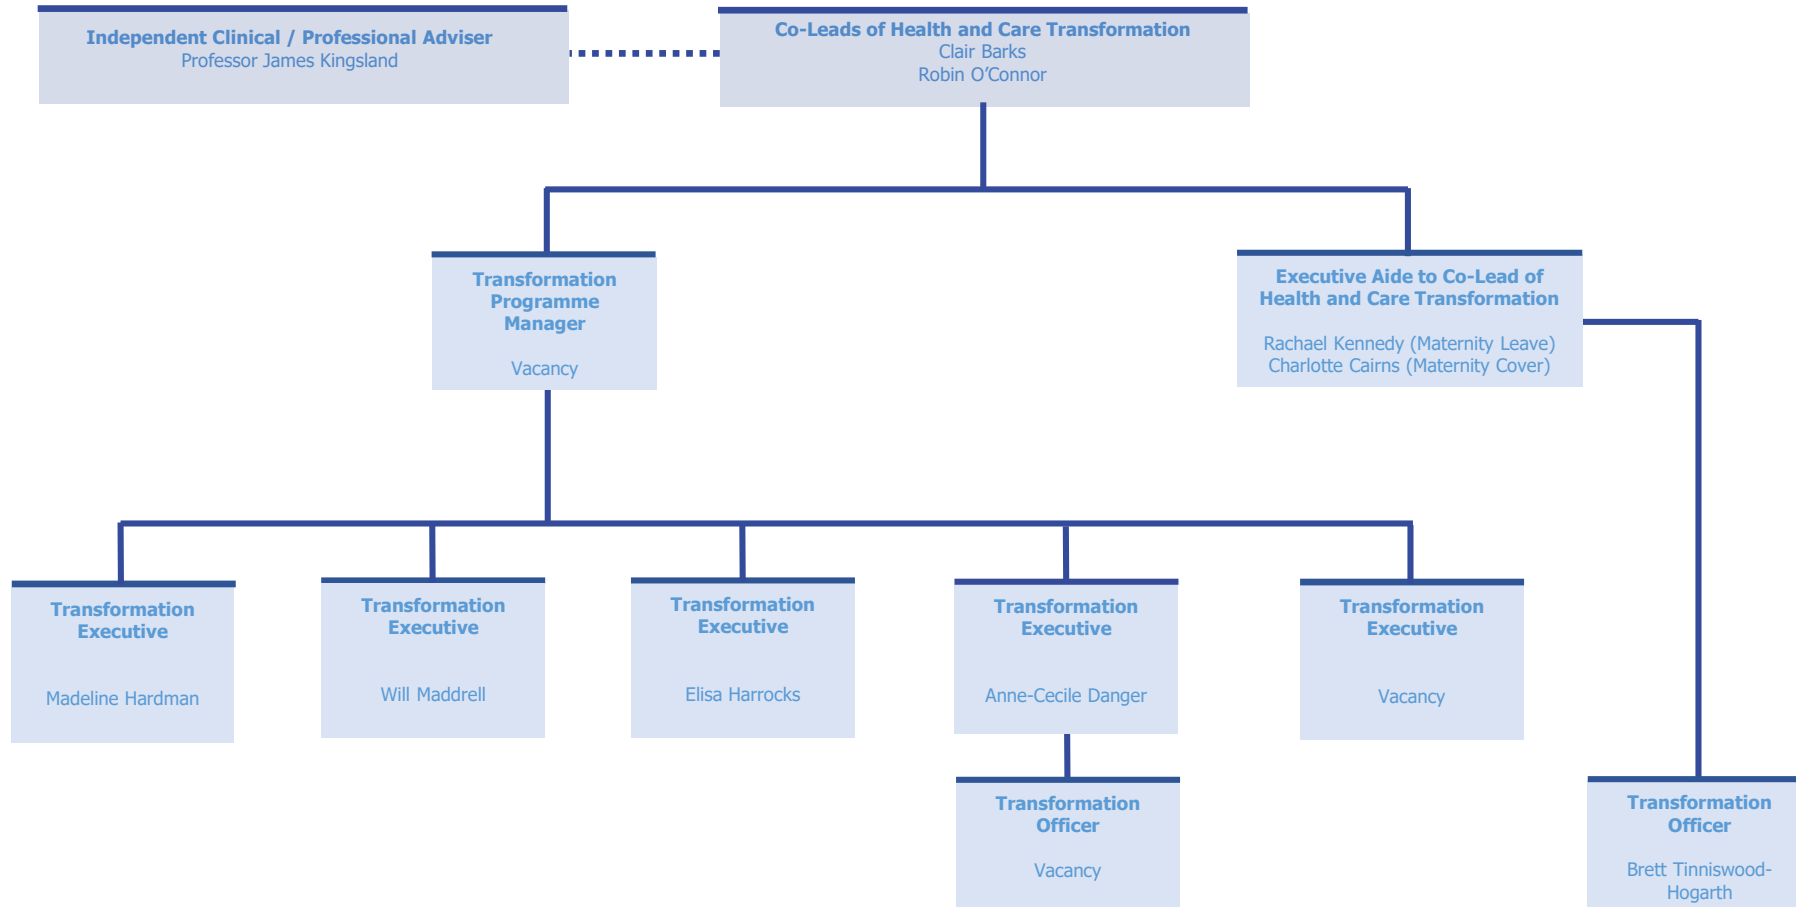 Independent Clinical / Professional Adviser
Professor James Kingsland
Co-Leads of Health and Care Transformation
Clair Barks
Robin O’Connor
Transformation
Programme
Manager
Vacancy
Executive Aide to Co-Lead of
Health and Care Transformation
Rachael Kennedy (Maternity Leave)
Charlotte Cairns (Maternity Cover)
Transformation
Executive
Madeline Hardman
Transformation
Executive
Will Maddrell
Transformation
Executive
Elisa Harrocks
Transformation
Executive
Anne-Cecile Danger
Transformation
Executive
Vacancy
Transformation
Officer
Vacancy
Transformation
Officer
Brett Tinniswood-
Hogarth